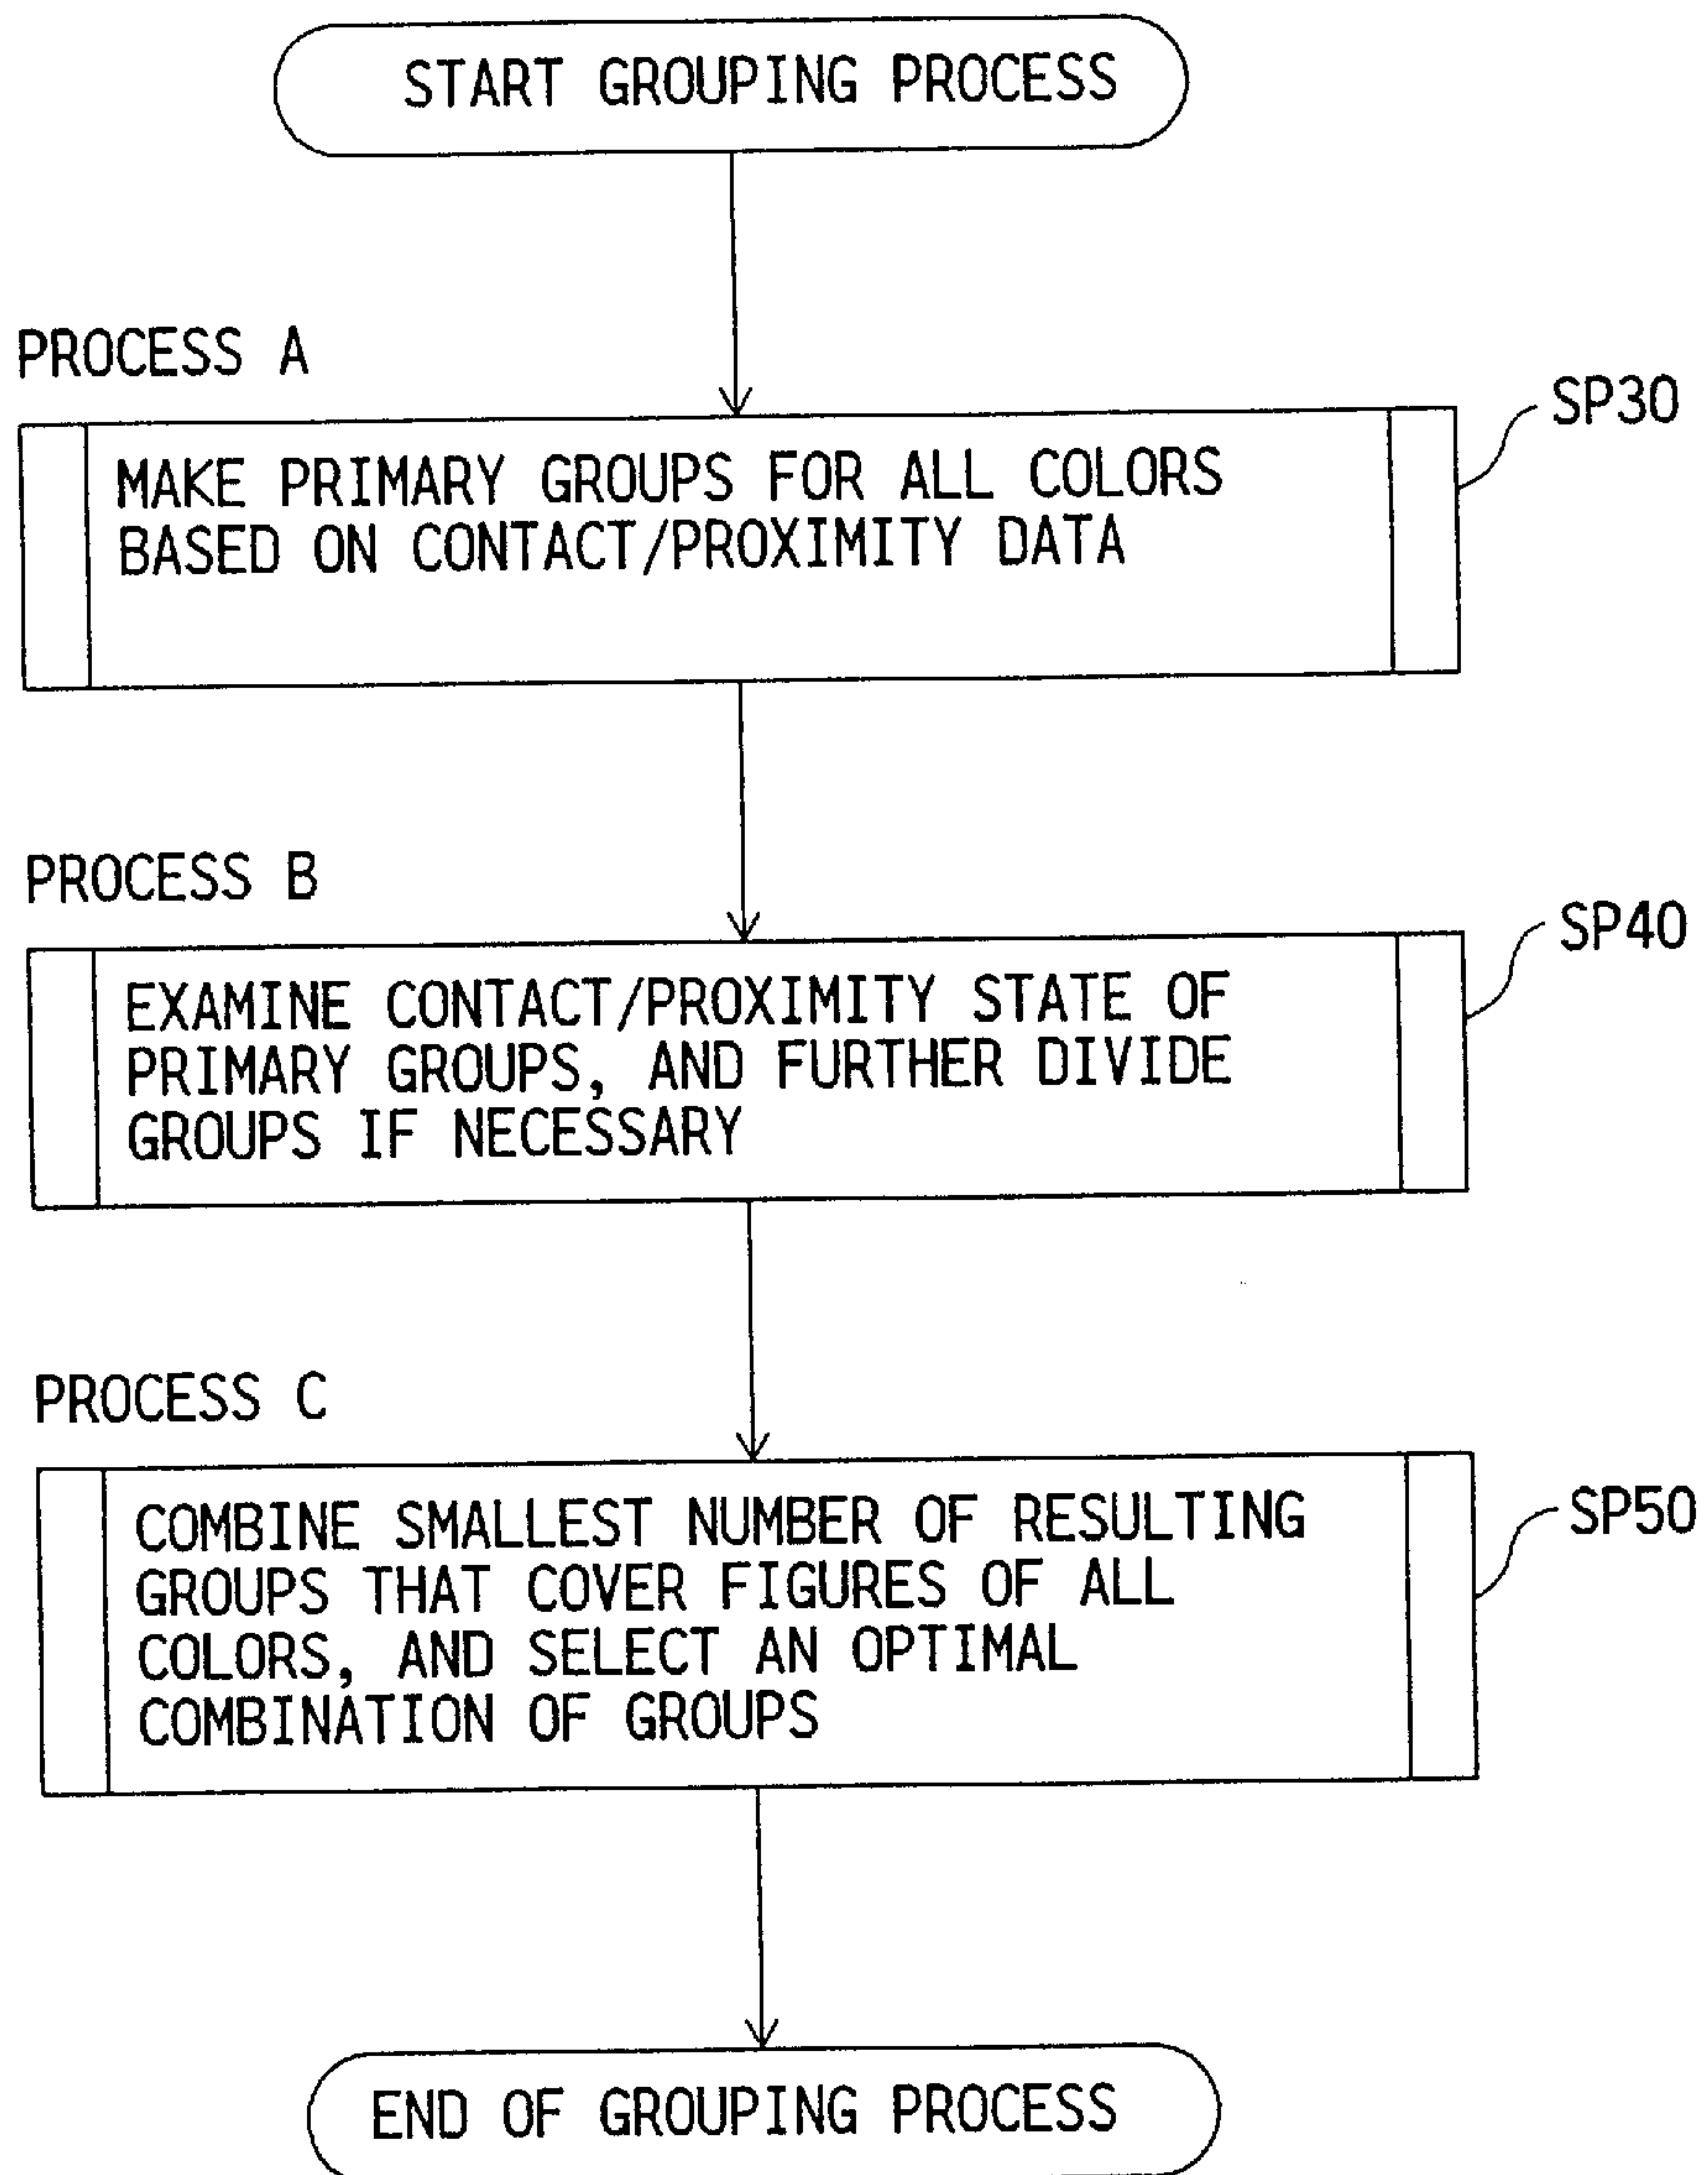 START GROUPING PROCESS
PROCESS A
SP30
MAKE PRIMARY GROUPS FOR ALL COLORS
BASED ON CONTACT/PROXIMITY DATA
PROCESS B
SP40
EXAMINE CONTACT/PROXIMITY STATE OF
PRIMARY GROUPS, AND FURTHER DIVIDE
GROUPS IF NECESSARY
PROCESS C
SP50
COMBINE SMALLEST NUMBER OF RESULTING
GROUPS THAT COVER FIGURES OF ALL
COLORS, AND SELECT AN OPTIMAL
COMBINATION OF GROUPS
END OF GROUPING PROCESS